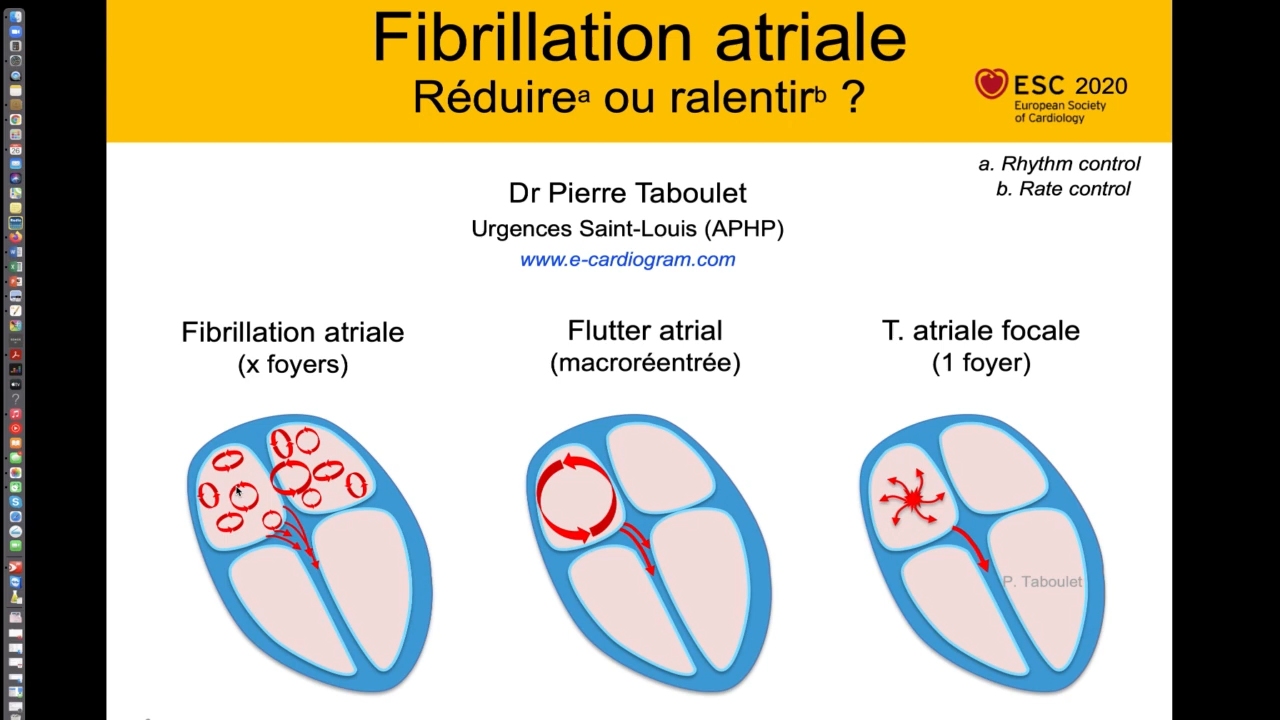 Fibrillation atriale
Réduireᵃ ou ralentirᵇ ?
ESC 2020
European Society
of Cardiology
a. Rhythm control
b. Rate control
Dr Pierre Taboulet
Urgences Saint-Louis (APHP)
www.e-cardiogram.com
Fibrillation atriale
(x foyers)
Flutter atrial
(macroréentrée)
T. atriale focale
(1 foyer)
P. Taboulet